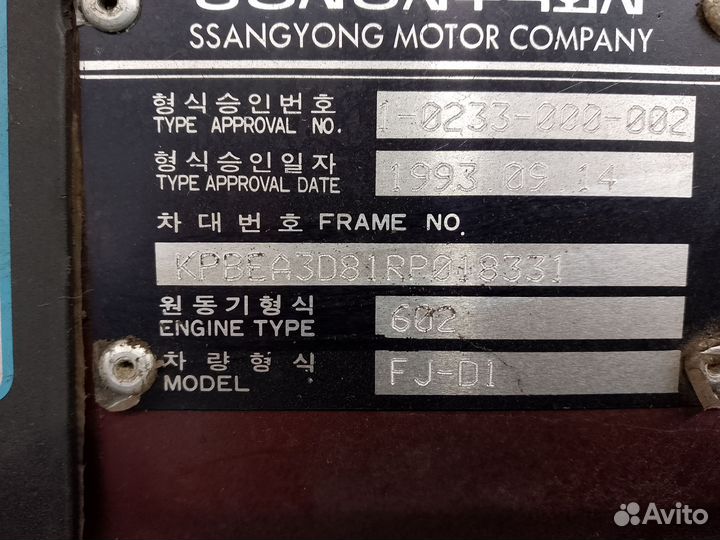 SSANGYONG MOTOR COMPANY
형식승인번호
TYPE APPROVAL NO. 1-0233-000-002
형식승인일자
TYPE APPROVAL DATE 1993.09.14
차대번호 FRAME NO.
KPBEA3D81RP018331
원동기형식
ENGINE TYPE 602
차량형식
MODEL FJ-D1
Avito